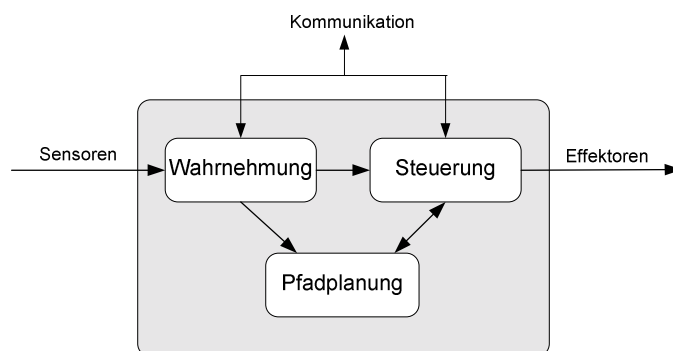 Kommunikation
Sensoren
Wahrnehmung
Steuerung
Effektoren
Pfadplanung